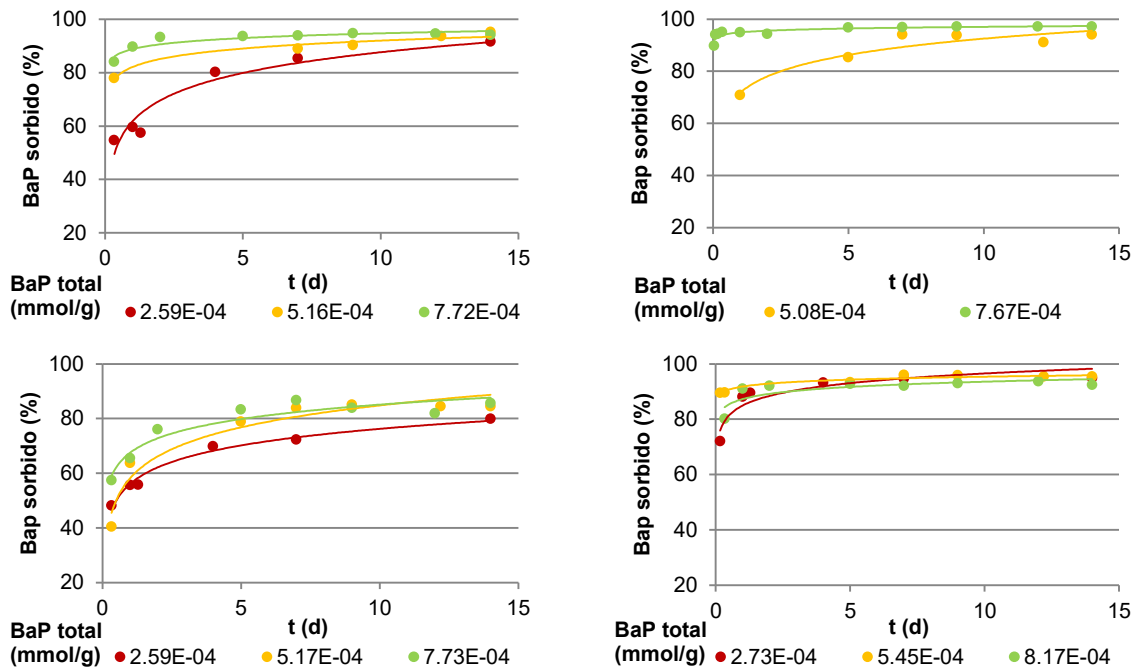 100
80
60
40
20
BaP sorbido (%)
0
5
10
15
t (d)
BaP total
(mmol/g)
2.59E-04
5.16E-04
7.72E-04
100
80
60
40
20
Bap sorbido (%)
0
5
10
15
t (d)
BaP total
(mmol/g)
5.08E-04
7.67E-04
100
80
60
40
20
Bap sorbido (%)
0
5
10
15
t (d)
BaP total
(mmol/g)
2.59E-04
5.17E-04
7.73E-04
100
80
60
40
20
Bap sorbido (%)
0
5
10
15
t (d)
BaP total
(mmol/g)
2.73E-04
5.45E-04
8.17E-04